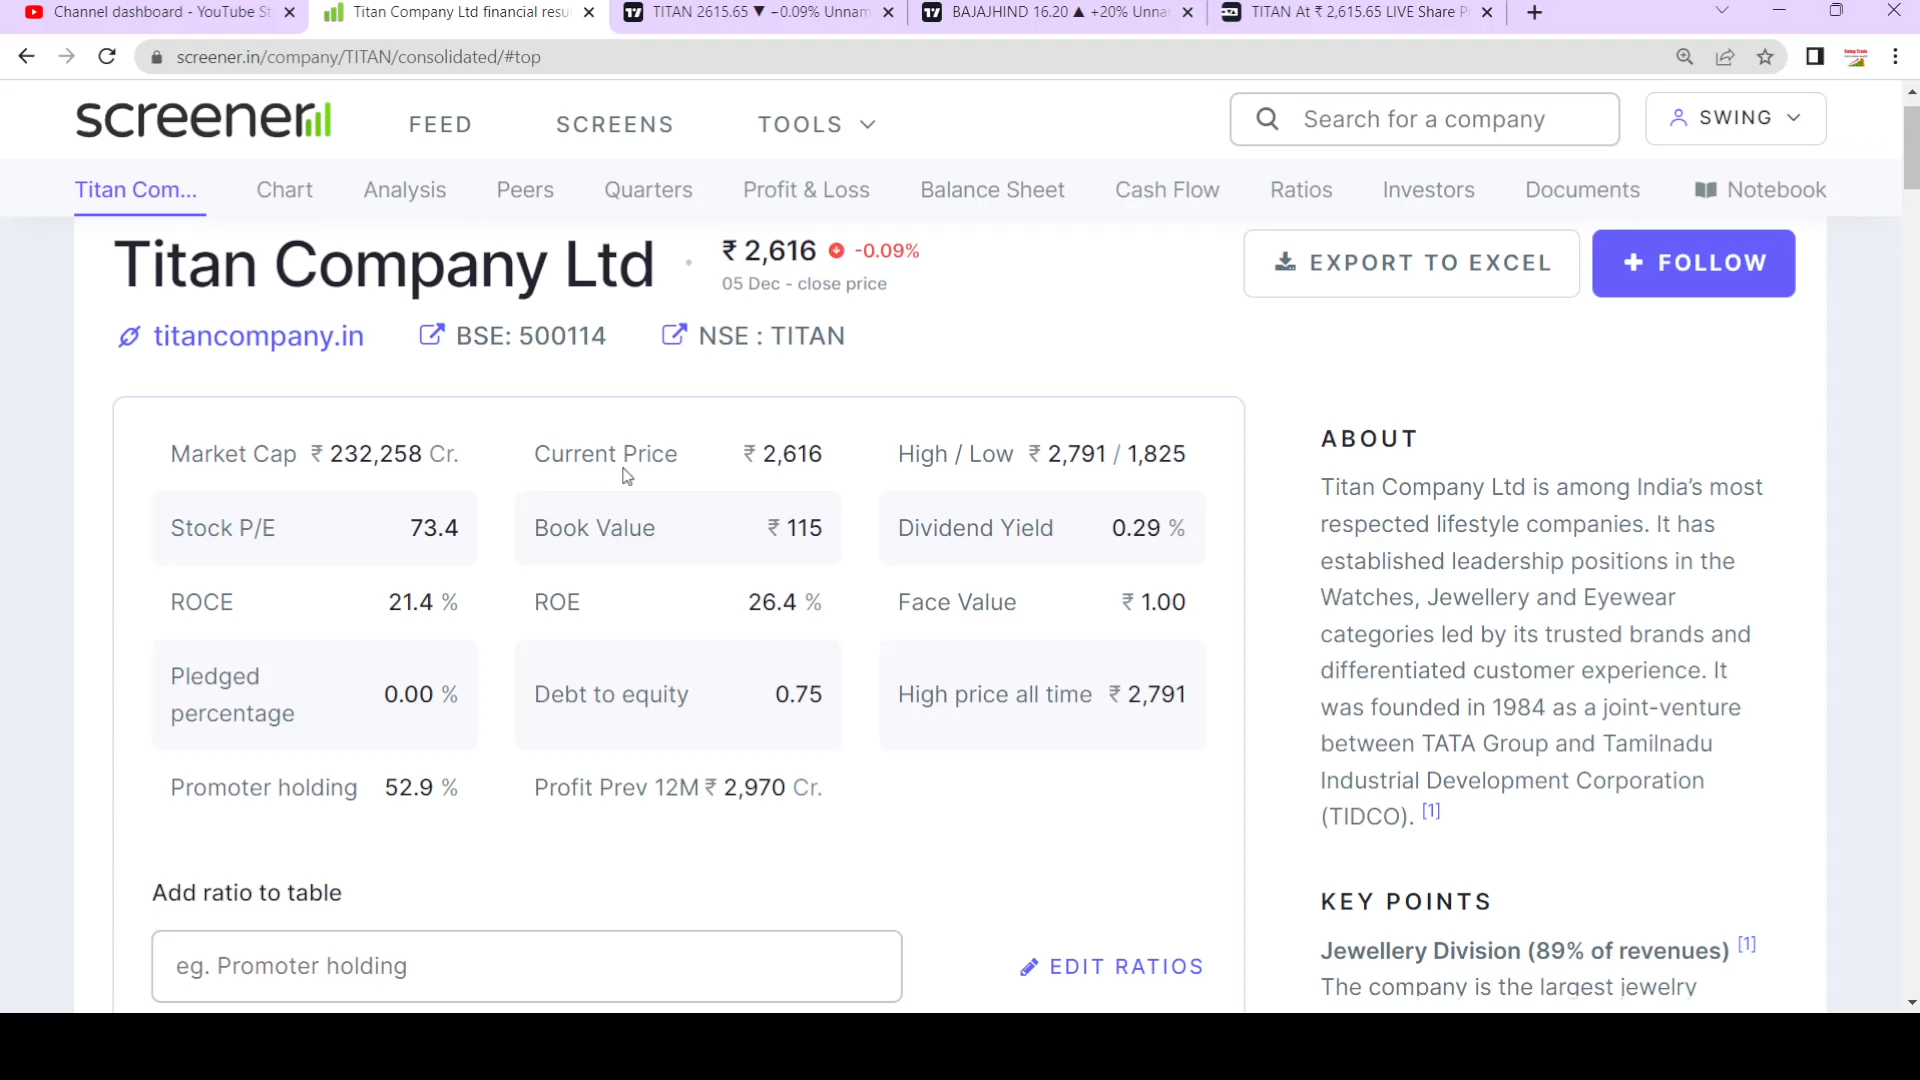 Channel dashboard - YouTube St
Titan Company Ltd financial resu
TITAN 2615.65 ▼ −0.09% Unnam
BAJAJHIND 16.20 ▲ +20% Unna
TITAN At ₹ 2,615.65 LIVE Share P
screener.in/company/TITAN/consolidated/#top
screener
FEED
SCREENS
TOOLS
Search for a company
SWING
Titan Com...
Chart
Analysis
Peers
Quarters
Profit & Loss
Balance Sheet
Cash Flow
Ratios
Investors
Documents
Notebook
Titan Company Ltd
₹ 2,616 -0.09%
05 Dec - close price
EXPORT TO EXCEL
+ FOLLOW
titancompany.in
BSE: 500114
NSE : TITAN
Market Cap ₹ 232,258 Cr.
Current Price ₹ 2,616
High / Low ₹ 2,791 / 1,825
Stock P/E 73.4
Book Value ₹ 115
Dividend Yield 0.29 %
ROCE 21.4 %
ROE 26.4 %
Face Value ₹ 1.00
Pledged
percentage 0.00 %
Debt to equity 0.75
High price all time ₹ 2,791
Promoter holding 52.9 %
Profit Prev 12M ₹ 2,970 Cr.
Add ratio to table
eg. Promoter holding
EDIT RATIOS
ABOUT
Titan Company Ltd is among India's most
respected lifestyle companies. It has
established leadership positions in the
Watches, Jewellery and Eyewear
categories led by its trusted brands and
differentiated customer experience. It
was founded in 1984 as a joint-venture
between TATA Group and Tamilnadu
Industrial Development Corporation
(TIDCO). [1]
KEY POINTS
Jewellery Division (89% of revenues) [1]
The company is the largest jewelry